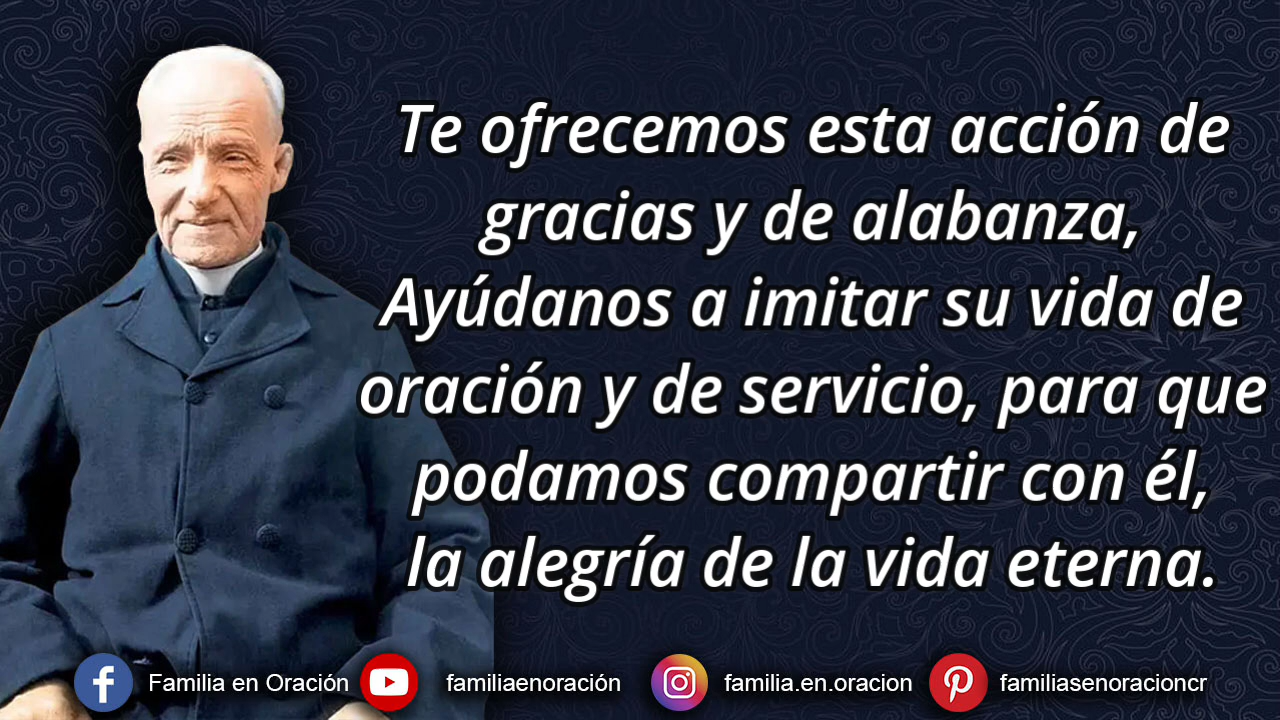 Te ofrecemos esta acción de
gracias y de alabanza,
Ayúdanos a imitar su vida de
oración y de servicio, para que
podamos compartir con él,
la alegría de la vida eterna.
Familia en Oración familiaenoración familia.en.oracion familiasenoracioncr